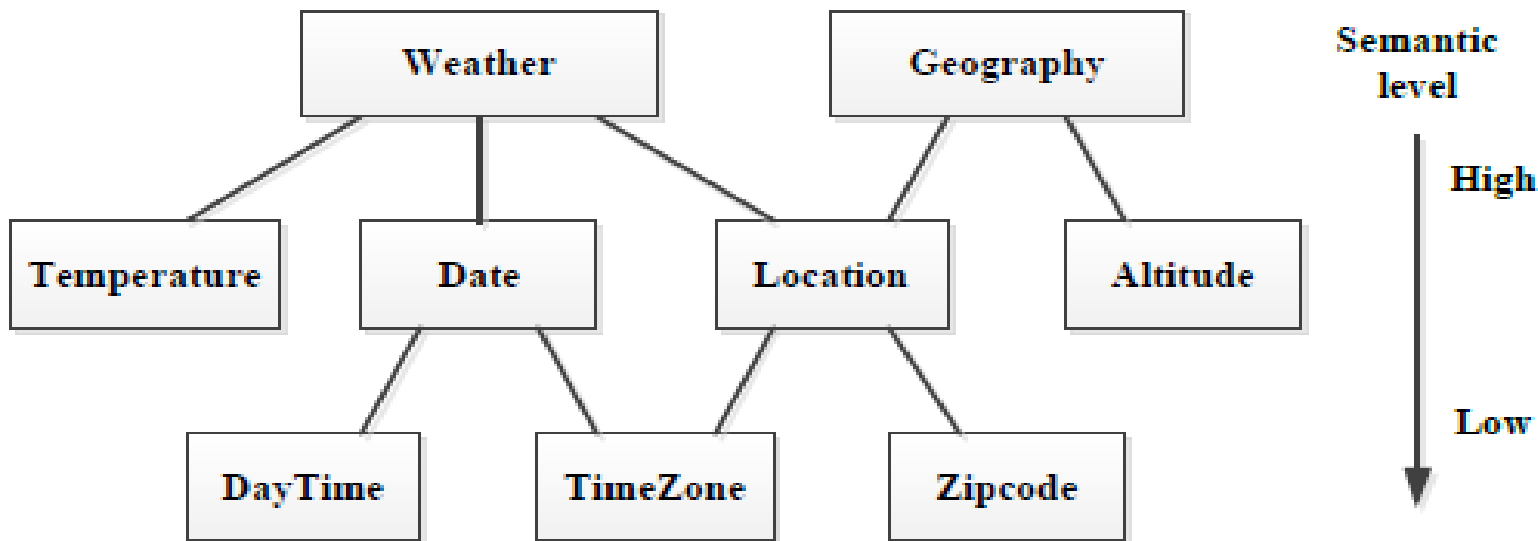 Weather
Geography
Semantic
level
High
Temperature
Date
Location
Altitude
Low
DayTime
TimeZone
Zipcode